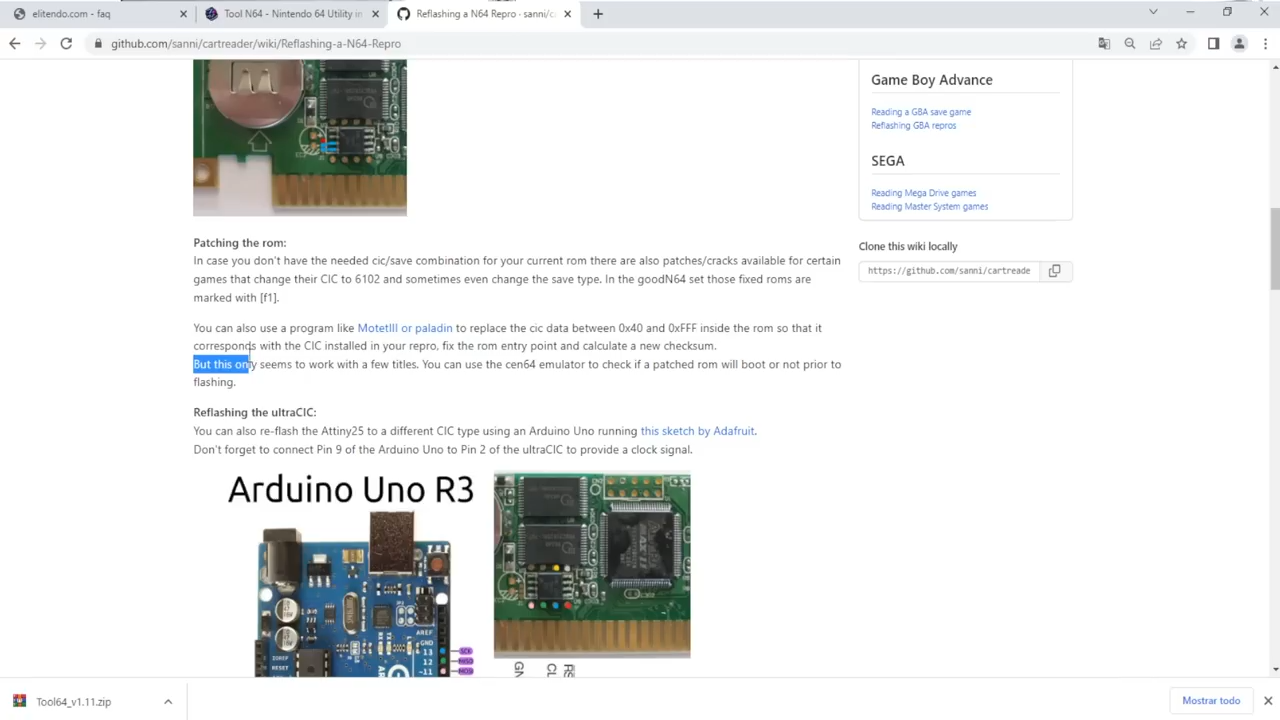 elitendo.com - faq
Tool N64 - Nintendo 64 Utility in
Reflashing a N64 Repro · sanni/c
github.com/sanni/cartreader/wiki/Reflashing-a-N64-Repro
Game Boy Advance
Reading a GBA save game
Reflashing GBA repros
SEGA
Reading Mega Drive games
Reading Master System games
Clone this wiki locally
https://github.com/sanni/cartreade
Patching the rom:
In case you don't have the needed cic/save combination for your current rom there are also patches/cracks available for certain
games that change their CIC to 6102 and sometimes even change the save type. In the goodN64 set those fixed roms are
marked with [f1].
You can also use a program like MotetIII or paladin to replace the cic data between 0x40 and 0xFFF inside the rom so that it
corresponds with the CIC installed in your repro, fix the rom entry point and calculate a new checksum.
But this only seems to work with a few titles. You can use the cen64 emulator to check if a patched rom will boot or not prior to
flashing.
Reflashing the ultraCIC:
You can also re-flash the Attiny25 to a different CIC type using an Arduino Uno running this sketch by Adafruit.
Don't forget to connect Pin 9 of the Arduino Uno to Pin 2 of the ultraCIC to provide a clock signal.
Arduino Uno R3
AREF
GND
13
12
~11
SCK
MISO
MOSI
IOREF
RESET
Tool64_v1.11.zip
Mostrar todo